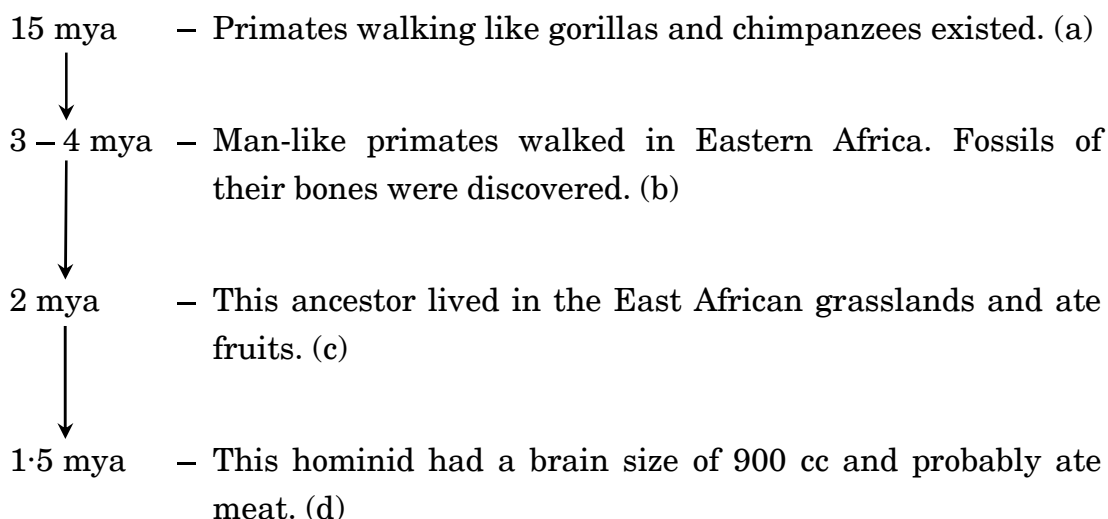 15 mya – Primates walking like gorillas and chimpanzees existed. (a)
3 – 4 mya – Man-like primates walked in Eastern Africa. Fossils of
their bones were discovered. (b)
2 mya – This ancestor lived in the East African grasslands and ate
fruits. (c)
1·5 mya – This hominid had a brain size of 900 cc and probably ate
meat. (d)